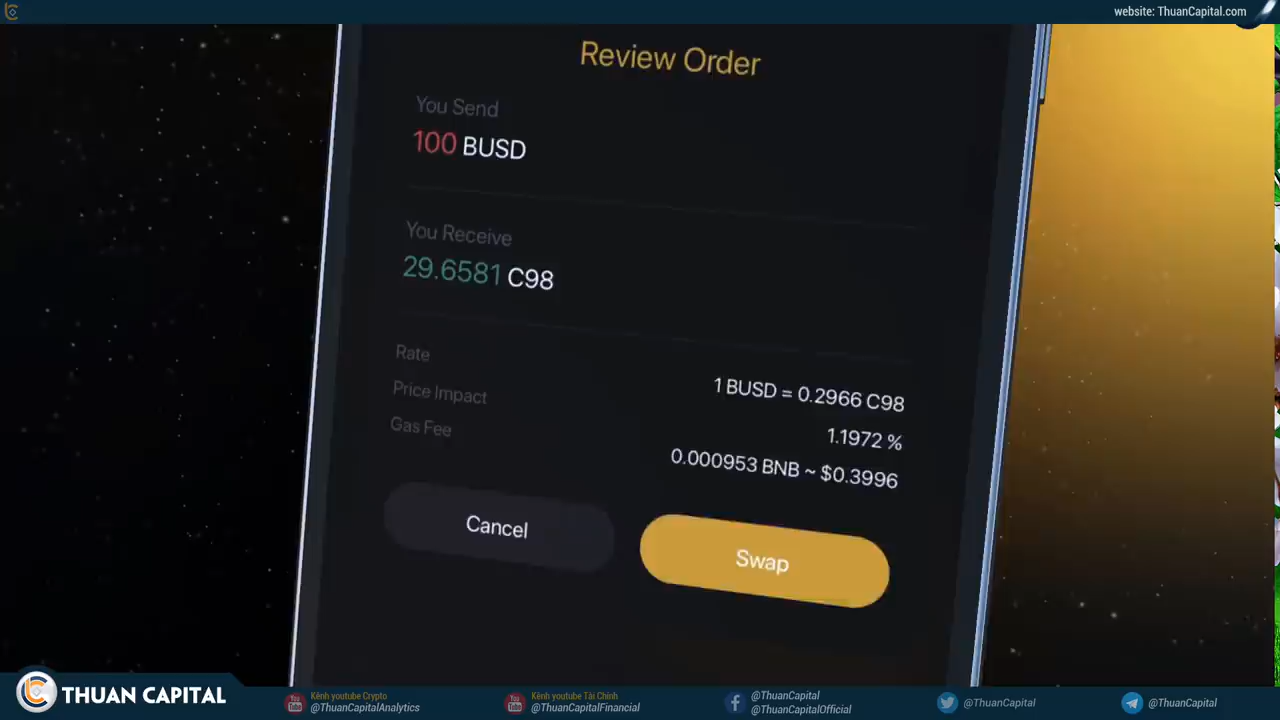 website: ThuanCapital.com
Review Order
You Send
100 BUSD
You Receive
29.6581 C98
Rate
1 BUSD = 0.2966 C98
Price Impact
1.1972 %
Gas Fee
0.000953 BNB ~ $0.3996
Cancel
Swap
THUAN CAPITAL
Kênh youtube Crypto
@ThuanCapitalAnalytics
Kênh youtube Tài Chính
@ThuanCapitalFinancial
@ThuanCapital
@ThuanCapitalOfficial
@ThuanCapital
@ThuanCapital